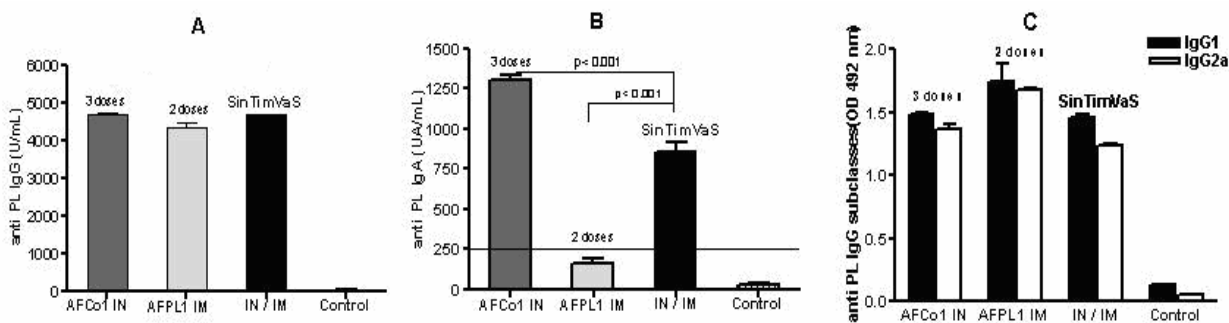 A
anti PL IgG (U/mL)
6000
5000
4000
3000
2000
1000
0
3 doses
2 doses
SinTimVaS
AFCo1 IN
AFPL1 IM
IN / IM
Control
B
anti PL IgA (UA/mL)
1500
1250
1000
750
500
250
0
3 doses
p< 0.001
p< 0.001
SinTimVaS
2 doses
AFCo1 IN
AFPL1 IM
IN / IM
Control
C
anti PL IgG subclasses(OD 492 nm)
2.0
1.5
1.0
0.5
0.0
IgG1
IgG2a
3 doses
2 doses
SinTimVaS
AFCo1 IN
AFPL1 IM
IN / IM
Control